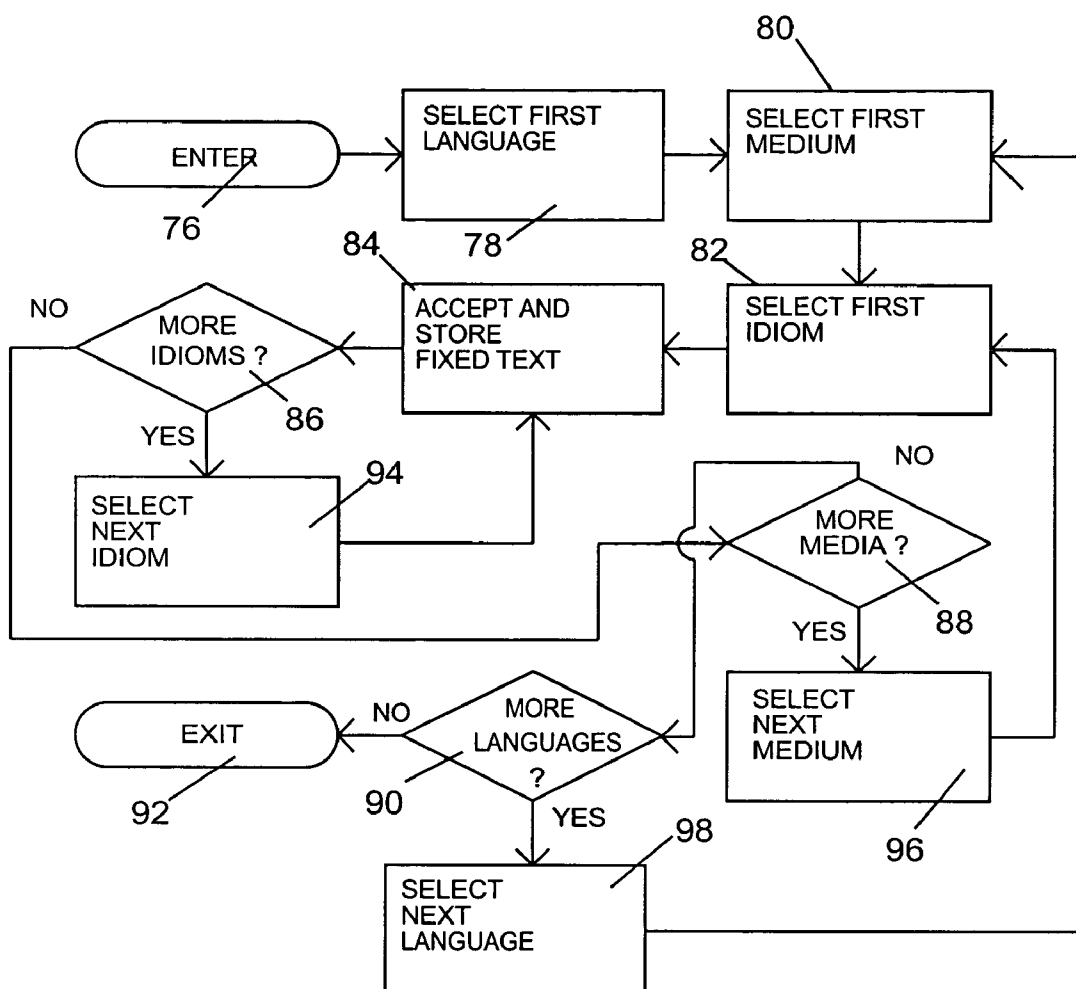 80
SELECT FIRST
LANGUAGE
SELECT FIRST
MEDIUM
ENTER
76
78
84
82
NO
MORE
IDIOMS ?
ACCEPT AND
STORE
FIXED TEXT
SELECT FIRST
IDIOM
86
YES
94
NO
SELECT
NEXT
IDIOM
MORE
MEDIA ?
88
YES
EXIT
NO
MORE
LANGUAGES
?
SELECT
NEXT
MEDIUM
92
90
YES
98
96
SELECT
NEXT
LANGUAGE